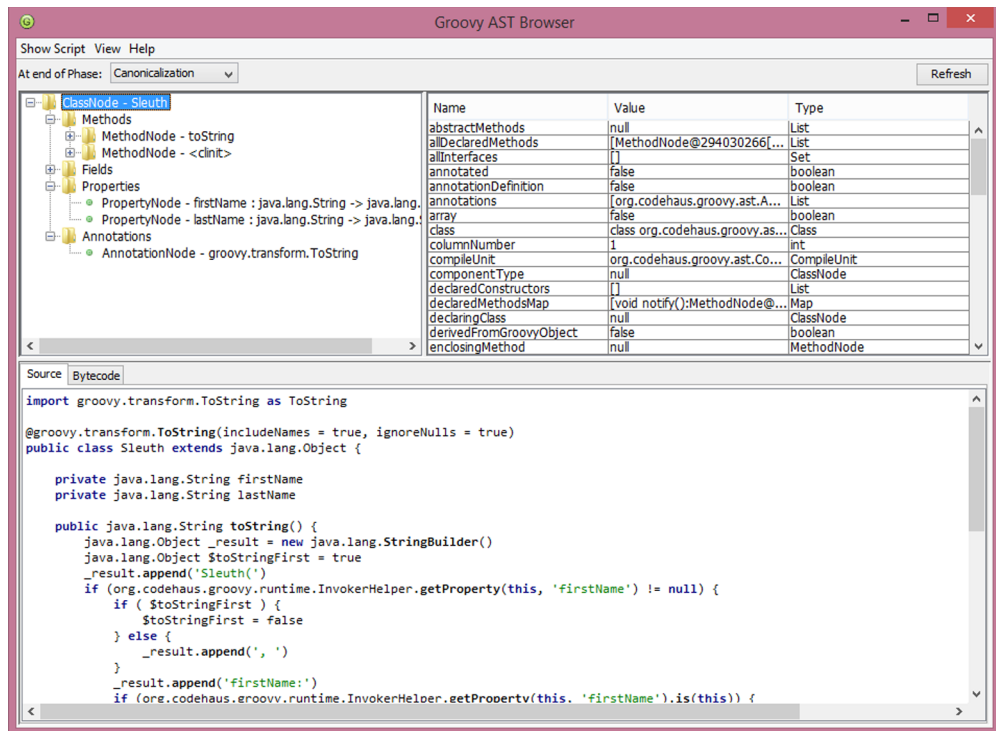 Groovy AST Browser
Show Script View Help
At end of Phase: Canonicalization
Refresh
ClassNode - Sleuth
Methods
MethodNode - toString
MethodNode - <clinit>
Fields
Properties
PropertyNode - firstName : java.lang.String -> java.lang.
PropertyNode - lastName : java.lang.String -> java.lang.
Annotations
AnnotationNode - groovy.transform.ToString
Name Value Type
abstractMethods null List
allDeclaredMethods [MethodNode@294030266[... List
allInterfaces [] Set
annotated false boolean
annotationDefinition false boolean
annotations [org.codehaus.groovy.ast.A... List
array false boolean
class class org.codehaus.groovy.as... Class
columnNumber 1 int
compileUnit org.codehaus.groovy.ast.Co... CompileUnit
componentType null ClassNode
declaredConstructors [] List
declaredMethodsMap [void notify():MethodNode@... Map
declaringClass null ClassNode
derivedFromGroovyObject false boolean
enclosingMethod null MethodNode
Source Bytecode
import groovy.transform.ToString as ToString
@groovy.transform.ToString(includeNames = true, ignoreNulls = true)
public class Sleuth extends java.lang.Object {
private java.lang.String firstName
private java.lang.String lastName
public java.lang.String toString() {
java.lang.Object _result = new java.lang.StringBuilder()
java.lang.Object $toStringFirst = true
_result.append('Sleuth(')
if (org.codehaus.groovy.runtime.InvokerHelper.getProperty(this, 'firstName') != null) {
if ( $toStringFirst ) {
$toStringFirst = false
} else {
_result.append(', ')
}
_result.append('firstName:')
if (org.codehaus.groovy.runtime.InvokerHelper.getProperty(this, 'firstName').is(this)) {